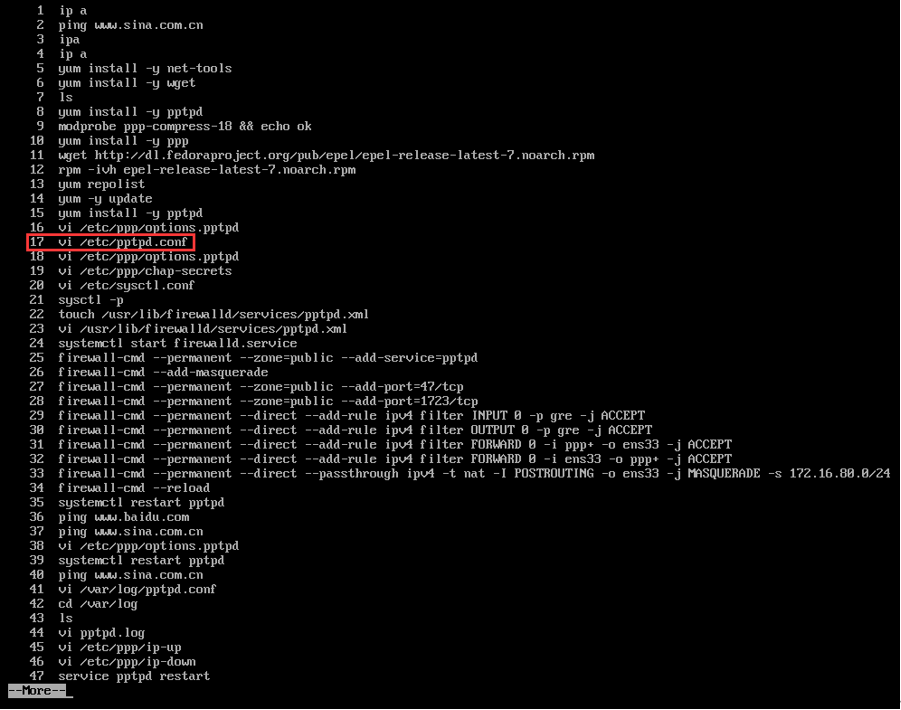 1 ip a
2 ping www.sina.com.cn
3 ipa
4 ip a
5 yum install -y net-tools
6 yum install -y wget
7 ls
8 yum install -y pptpd
9 modprobe ppp-compress-18 && echo ok
10 yum install -y ppp
11 wget http://dl.fedoraproject.org/pub/epel/epel-release-latest-7.noarch.rpm
12 rpm -ivh epel-release-latest-7.noarch.rpm
13 yum repolist
14 yum -y update
15 yum install -y pptpd
16 vi /etc/ppp/options.pptpd
17 vi /etc/pptpd.conf
18 vi /etc/ppp/options.pptpd
19 vi /etc/ppp/chap-secrets
20 vi /etc/sysctl.conf
21 sysctl -p
22 touch /usr/lib/firewalld/services/pptpd.xml
23 vi /usr/lib/firewalld/services/pptpd.xml
24 systemctl start firewalld.service
25 firewall-cmd --permanent --zone=public --add-service=pptpd
26 firewall-cmd --add-masquerade
27 firewall-cmd --permanent --zone=public --add-port=47/tcp
28 firewall-cmd --permanent --zone=public --add-port=1723/tcp
29 firewall-cmd --permanent --direct --add-rule ipv4 filter INPUT 0 -p gre -j ACCEPT
30 firewall-cmd --permanent --direct --add-rule ipv4 filter OUTPUT 0 -p gre -j ACCEPT
31 firewall-cmd --permanent --direct --add-rule ipv4 filter FORWARD 0 -i ppp+ -o ens33 -j ACCEPT
32 firewall-cmd --permanent --direct --add-rule ipv4 filter FORWARD 0 -i ens33 -o ppp+ -j ACCEPT
33 firewall-cmd --permanent --direct --passthrough ipv4 -t nat -I POSTROUTING -o ens33 -j MASQUERADE -s 172.16.80.0/24
34 firewall-cmd --reload
35 systemctl restart pptpd
36 ping www.baidu.com
37 ping www.sina.com.cn
38 vi /etc/ppp/options.pptpd
39 systemctl restart pptpd
40 ping www.sina.com.cn
41 vi /var/log/pptpd.conf
42 cd /var/log
43 ls
44 vi pptpd.log
45 vi /etc/ppp/ip-up
46 vi /etc/ppp/ip-down
47 service pptpd restart
--More--